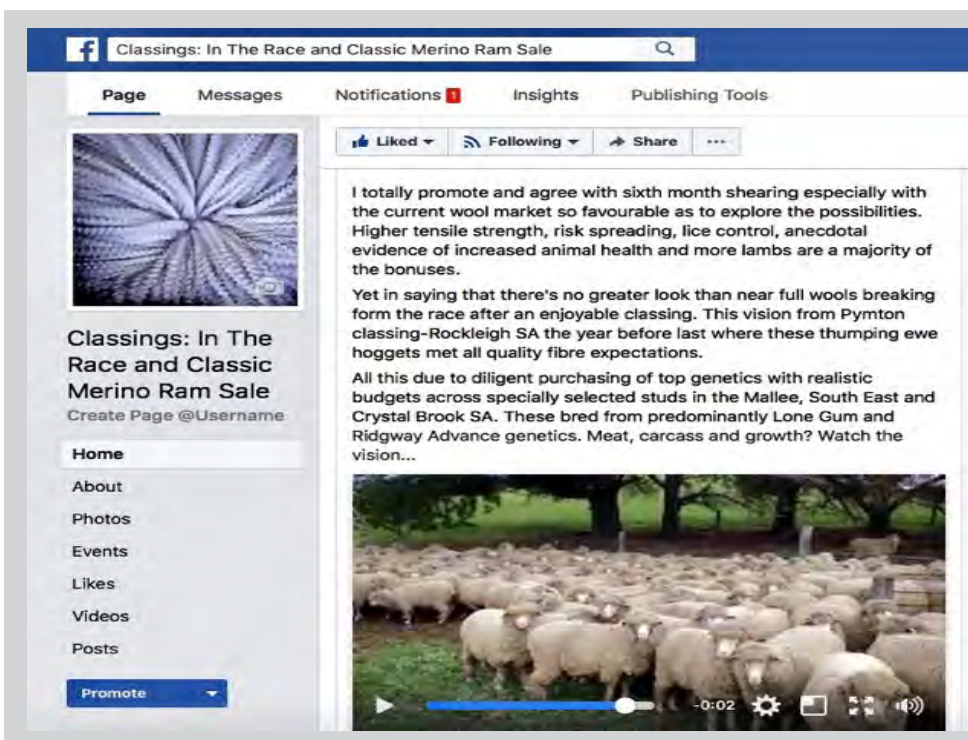 f
Classings: In The Race and Classic Merino Ram Sale
Page Messages Notifications 1 Insights Publishing Tools
Liked Following Share ...
Classings: In The
Race and Classic
Merino Ram Sale
Create Page @Username
Home
About
Photos
Events
Likes
Videos
Posts
Promote
I totally promote and agree with sixth month shearing especially with
the current wool market so favourable as to explore the possibilities.
Higher tensile strength, risk spreading, lice control, anecdotal
evidence of increased animal health and more lambs are a majority of
the bonuses.
Yet in saying that there's no greater look than near full wools breaking
form the race after an enjoyable classing. This vision from Pymton
classing-Rockleigh SA the year before last where these thumping ewe
hoggets met all quality fibre expectations.
All this due to diligent purchasing of top genetics with realistic
budgets across specially selected studs in the Mallee, South East and
Crystal Brook SA. These bred from predominantly Lone Gum and
Ridgway Advance genetics. Meat, carcass and growth? Watch the
vision...
-0:02